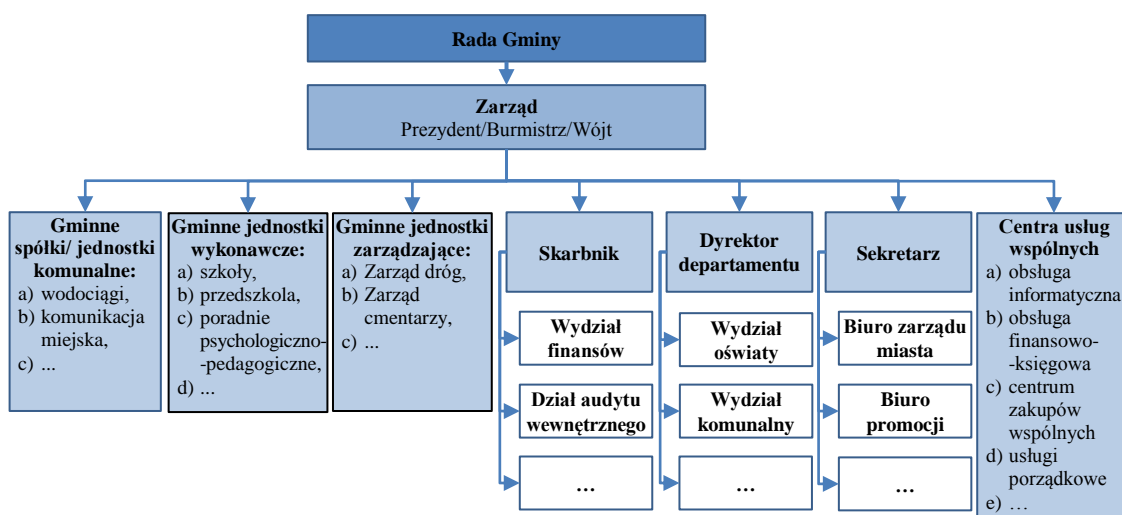 Rada Gminy
Zarząd
Prezydent/Burmistrz/Wójt
Gminne
spółki/ jednostki
komunalne:
a) wodociągi,
b) komunikacja
miejska,
c) ...
Gminne jednostki
wykonawcze:
a) szkoły,
b) przedszkola,
c) poradnie
psychologiczno-
-pedagogiczne,
d) ...
Gminne jednostki
zarządzające:
a) Zarząd dróg,
b) Zarząd
cmentarzy,
c) ...
Skarbnik
Wydział
finansów
Dział audytu
wewnętrznego
...
Dyrektor
departamentu
Wydział
oświaty
Wydział
komunalny
...
Sekretarz
Biuro zarządu
miasta
Biuro
promocji
...
Centra usług
wspólnych
a) obsługa
informatyczna
b) obsługa
finansowo-
-księgowa
c) centrum
zakupów
wspólnych
d) usługi
porządkowe
e) ...